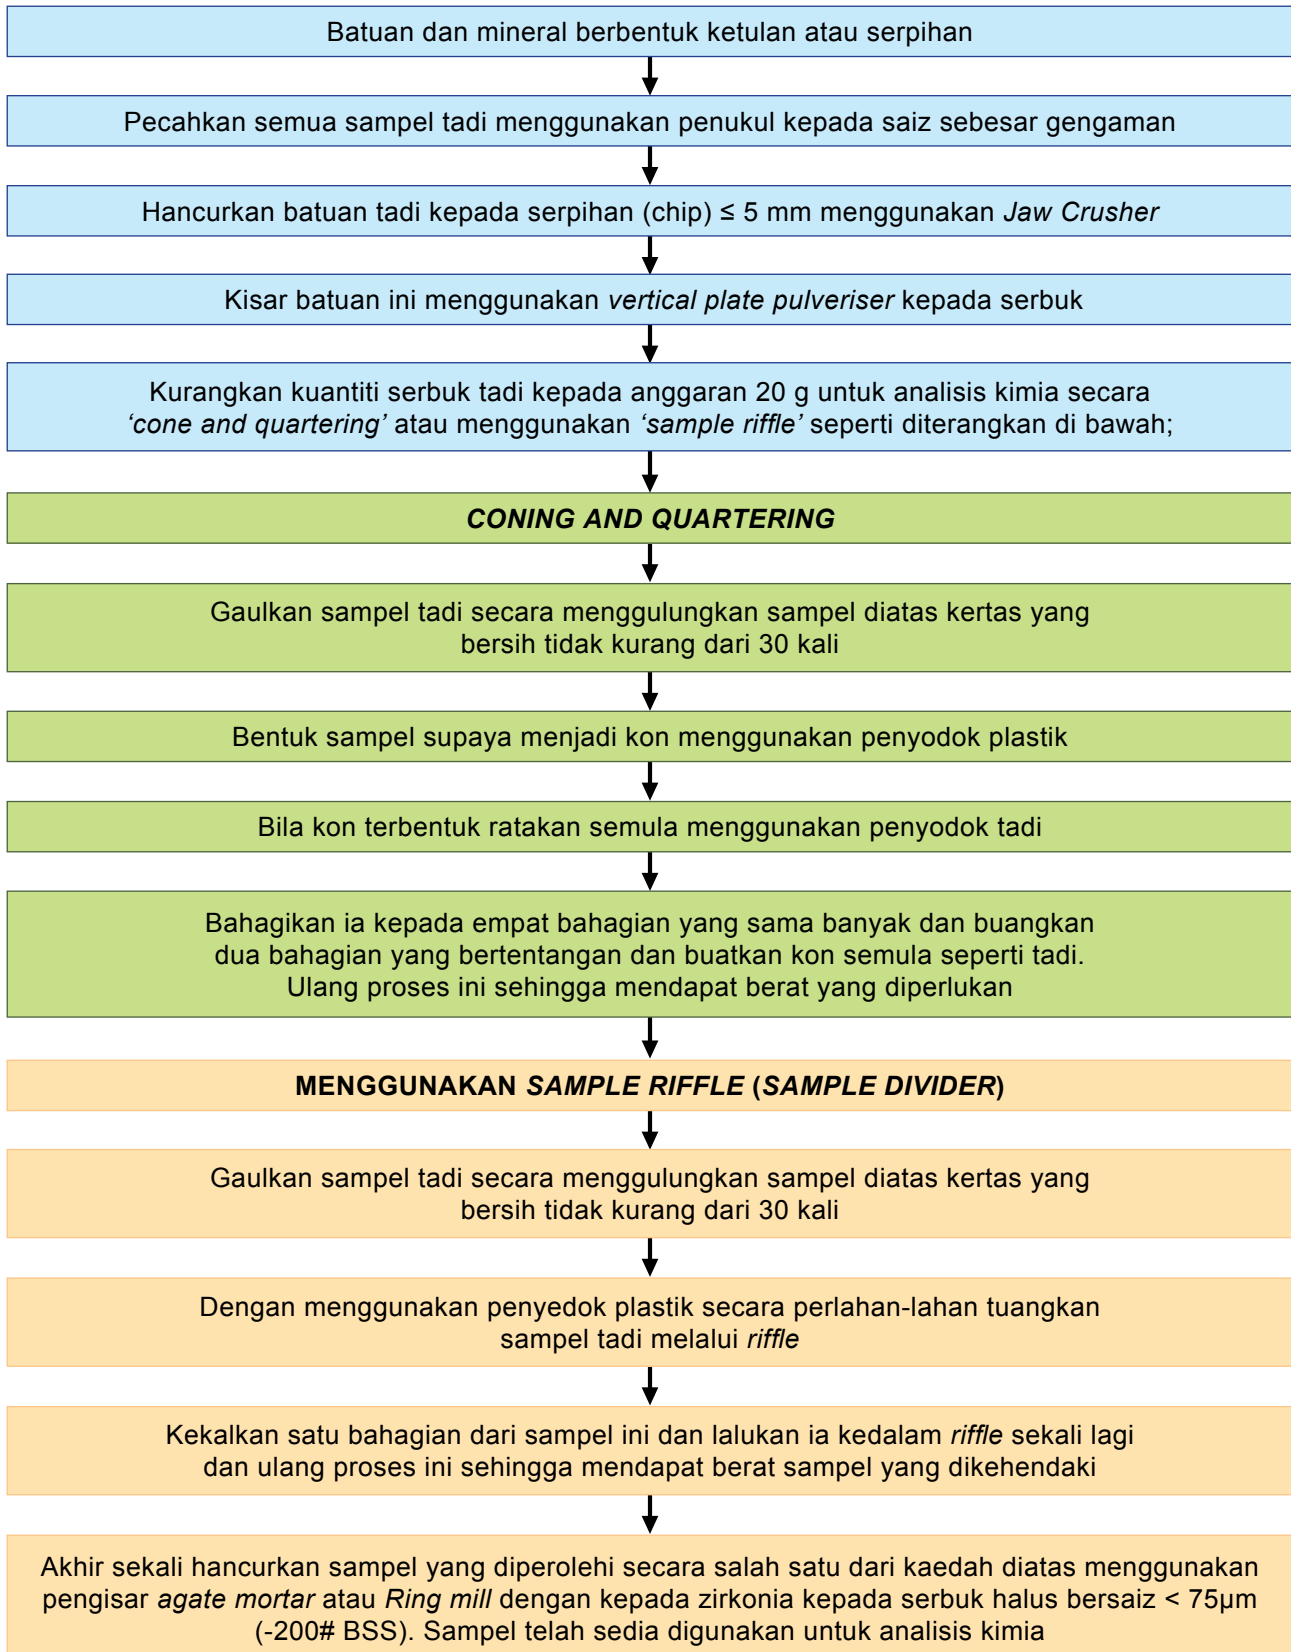 Batuan dan mineral berbentuk ketulan atau serpihan
Pecahkan semua sampel tadi menggunakan penukul kepada saiz sebesar gengaman
Hancurkan batuan tadi kepada serpihan (chip) ≤ 5 mm menggunakan Jaw Crusher
Kisar batuan ini menggunakan vertical plate pulveriser kepada serbuk
Kurangkan kuantiti serbuk tadi kepada anggaran 20 g untuk analisis kimia secara
‘cone and quartering’ atau menggunakan ‘sample riffle’ seperti diterangkan di bawah;
CONING AND QUARTERING
Gaulkan sampel tadi secara menggulungkan sampel diatas kertas yang
bersih tidak kurang dari 30 kali
Bentuk sampel supaya menjadi kon menggunakan penyodok plastik
Bila kon terbentuk ratakan semula menggunakan penyodok tadi
Bahagikan ia kepada empat bahagian yang sama banyak dan buangkan
dua bahagian yang bertentangan dan buatkan kon semula seperti tadi.
Ulang proses ini sehingga mendapat berat yang diperlukan
MENGGUNAKAN SAMPLE RIFFLE (SAMPLE DIVIDER)
Gaulkan sampel tadi secara menggulungkan sampel diatas kertas yang
bersih tidak kurang dari 30 kali
Dengan menggunakan penyedok plastik secara perlahan-lahan tuangkan
sampel tadi melalui riffle
Kekalkan satu bahagian dari sampel ini dan lalukan ia kedalam riffle sekali lagi
dan ulang proses ini sehingga mendapat berat sampel yang dikehendaki
Akhir sekali hancurkan sampel yang diperolehi secara salah satu dari kaedah diatas menggunakan
pengisar agate mortar atau Ring mill dengan kepada zirkonia kepada serbuk halus bersaiz < 75µm
(-200# BSS). Sampel telah sedia digunakan untuk analisis kimia